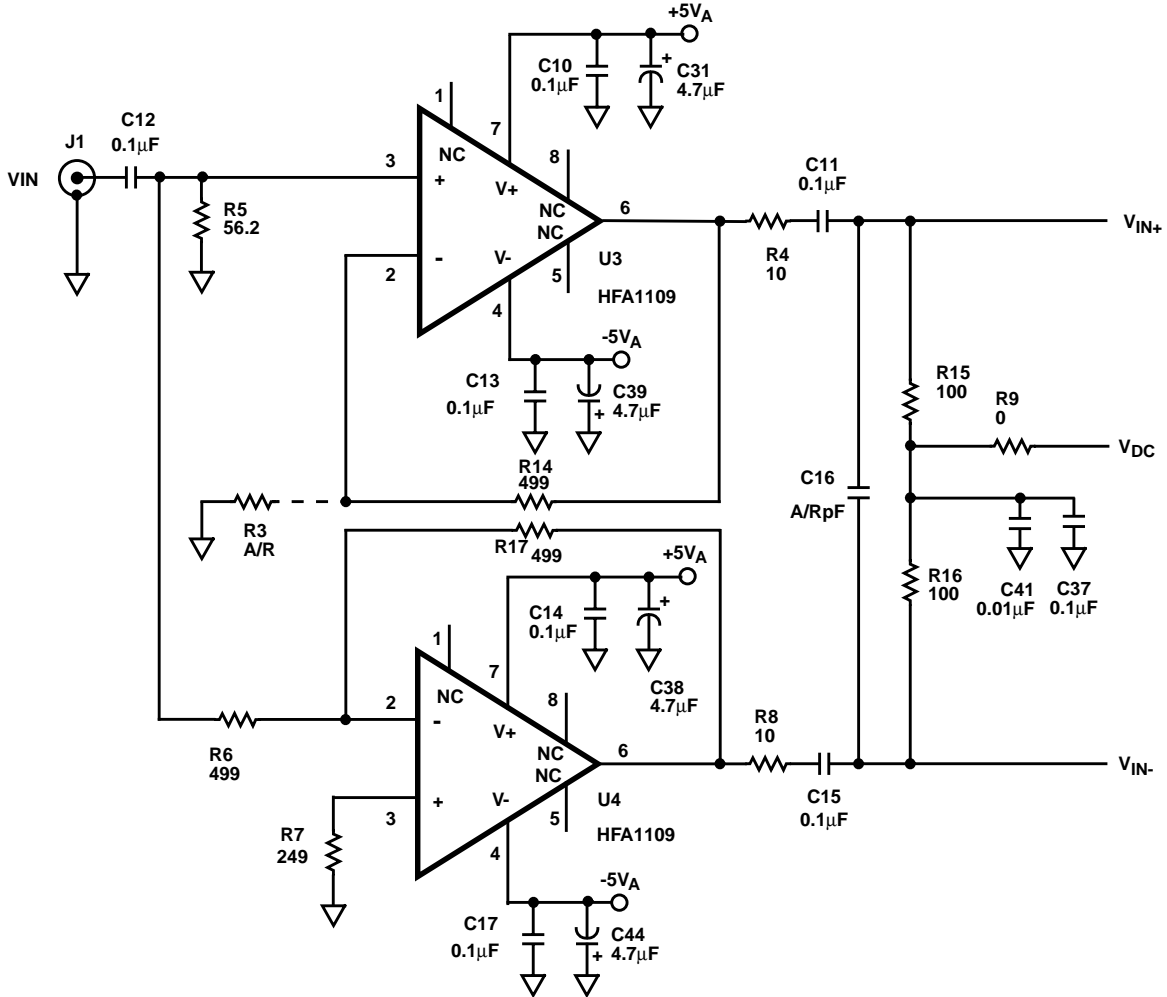 +5VA
C10
0.1µF
C31
4.7µF
+
1
7
C12
0.1µF
J1
VIN
3
+
NC
V+
8
NC
NC
6
C11
0.1µF
VIN+
R5
56.2
R4
10
2
-
V-
5
U3
HFA1109
4
-5VA
C13
0.1µF
C39
4.7µF
+
R15
100
R9
0
VDC
R14
499
C16
A/RpF
R3
A/R
R17
499
+5VA
C14
0.1µF
+
C38
4.7µF
R16
100
C41
0.01µF
C37
0.1µF
1
7
NC
8
2
-
V+
R8
10
R6
499
NC
NC
6
VIN-
3
+
V-
5
U4
HFA1109
C15
0.1µF
R7
249
4
-5VA
C17
0.1µF
C44
4.7µF
+